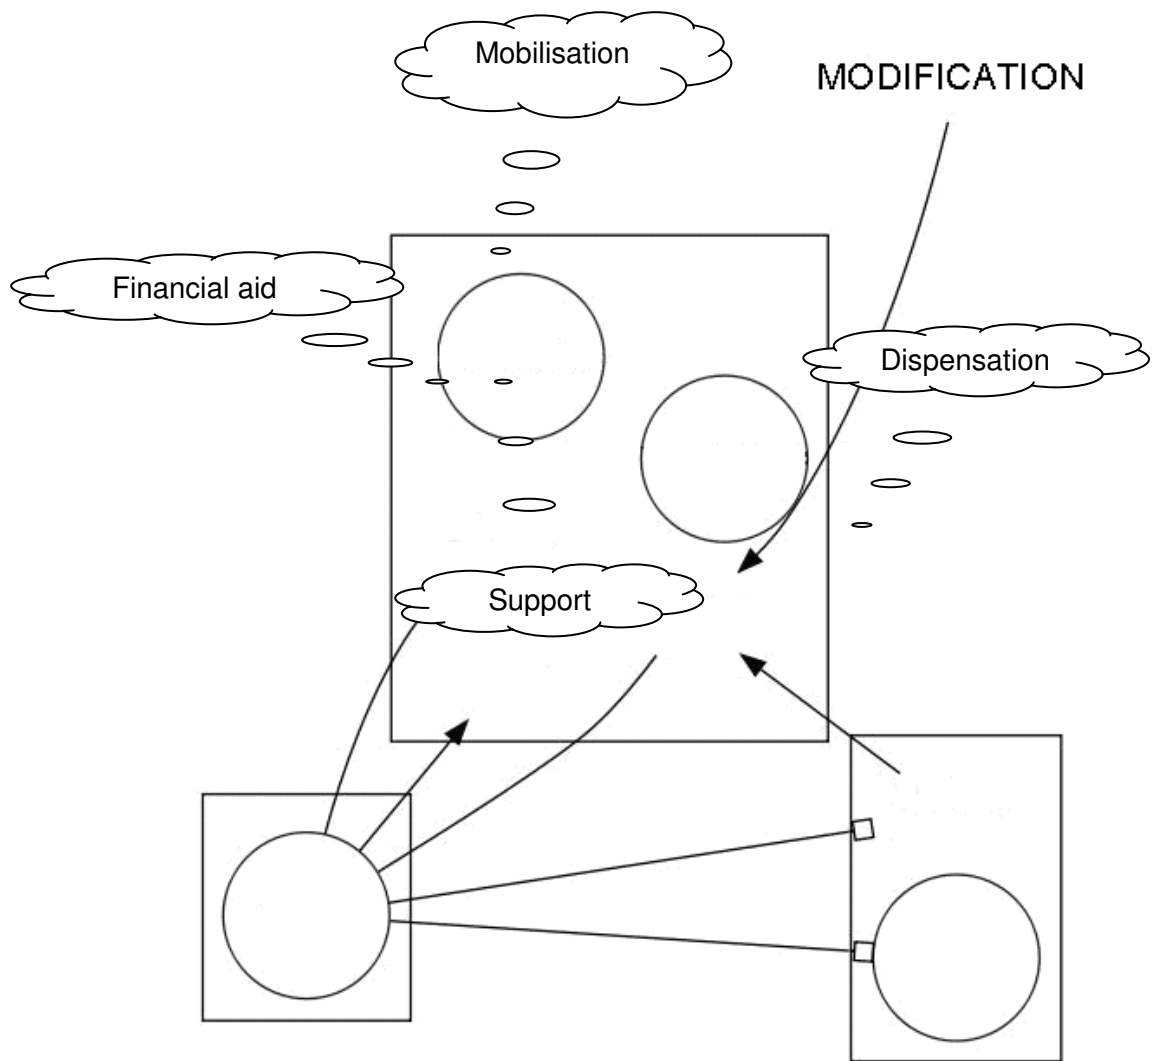 Mobilisation
MODIFICATION
Financial aid
Dispensation
Support